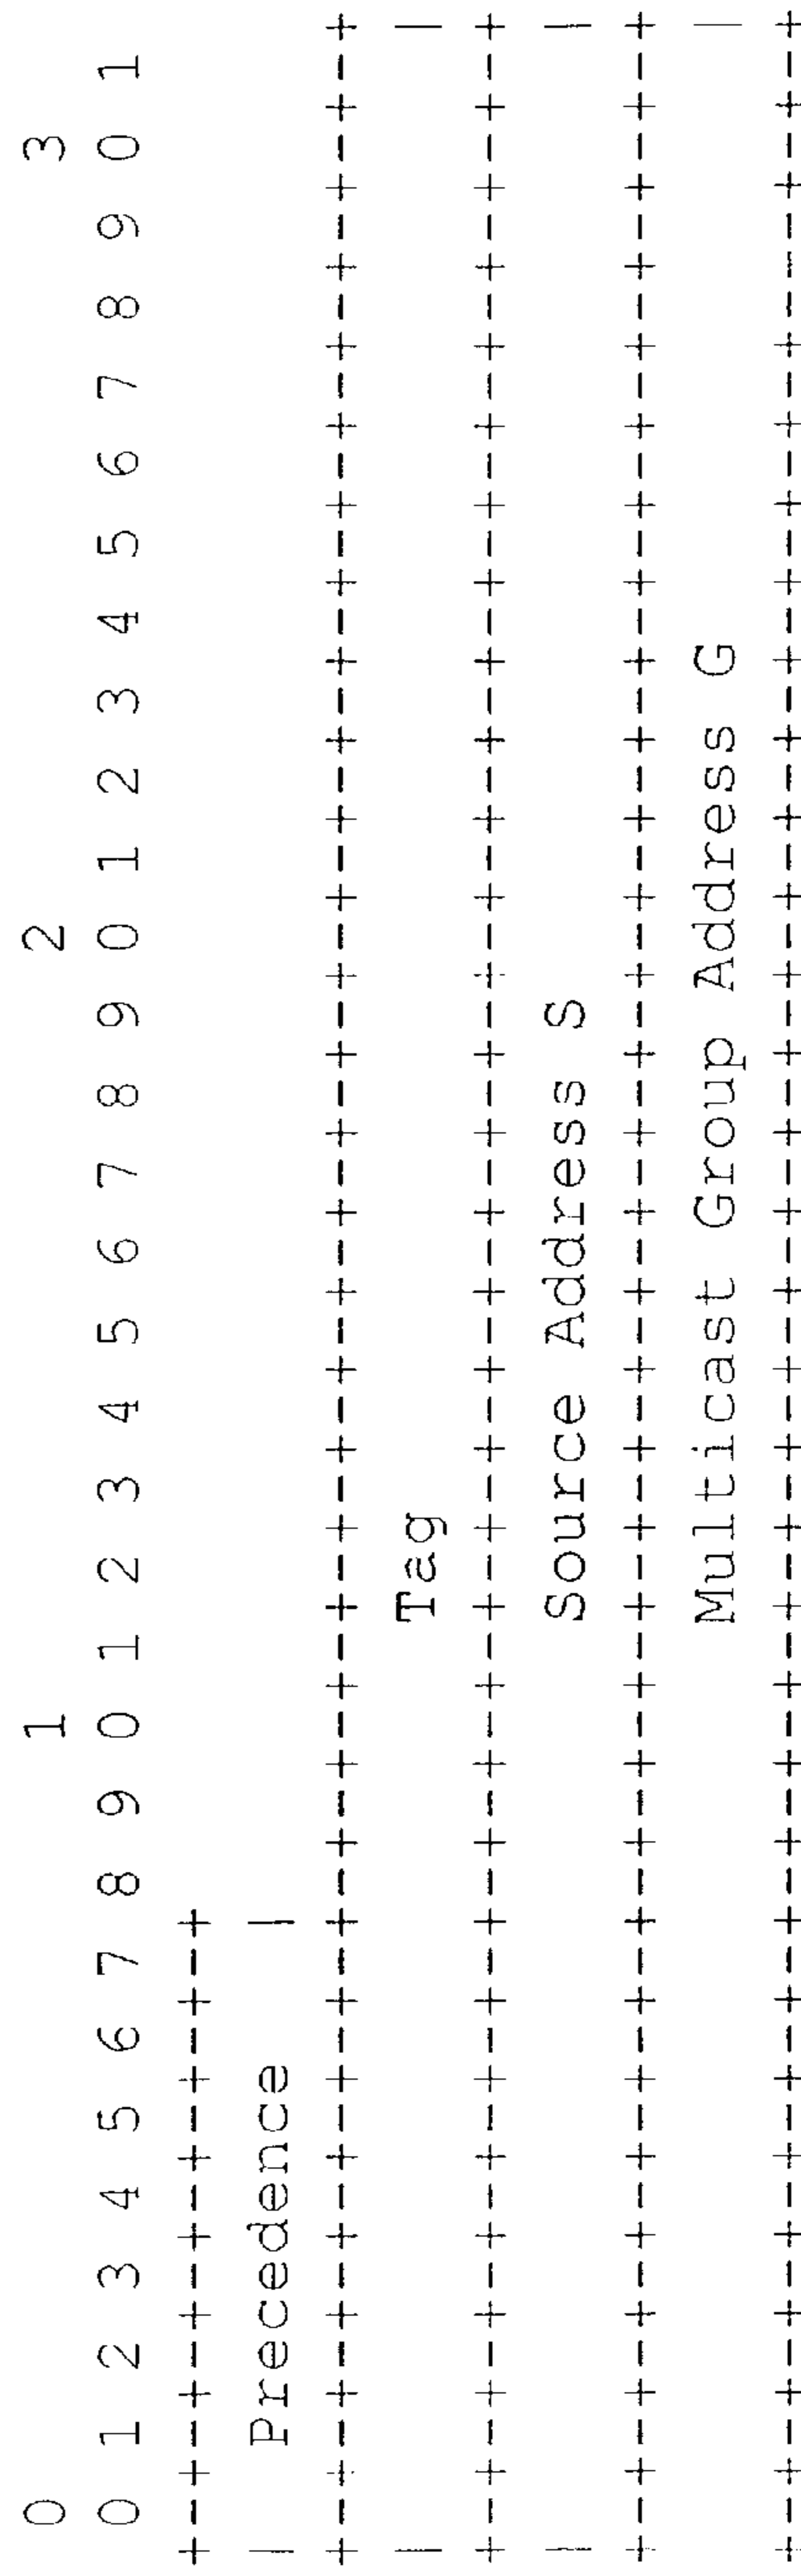 0                   1                   2                   3
 0 1 2 3 4 5 6 7 8 9 0 1 2 3 4 5 6 7 8 9 0 1 2 3 4 5 6 7 8 9 0 1
+-+-+-+-+-+-+-+-+
|  Precedence   |
+-+-+-+-+-+-+-+-+-+-+-+-+-+-+-+-+-+-+-+-+-+-+-+-+-+-+-+-+-+-+-+-+
|                       Tag                                     |
+-+-+-+-+-+-+-+-+-+-+-+-+-+-+-+-+-+-+-+-+-+-+-+-+-+-+-+-+-+-+-+-+
|                       Source Address S                        |
+-+-+-+-+-+-+-+-+-+-+-+-+-+-+-+-+-+-+-+-+-+-+-+-+-+-+-+-+-+-+-+-+
                        Multicast Group Address G               |
+-+-+-+-+-+-+-+-+-+-+-+-+-+-+-+-+-+-+-+-+-+-+-+-+-+-+-+-+-+-+-+-+